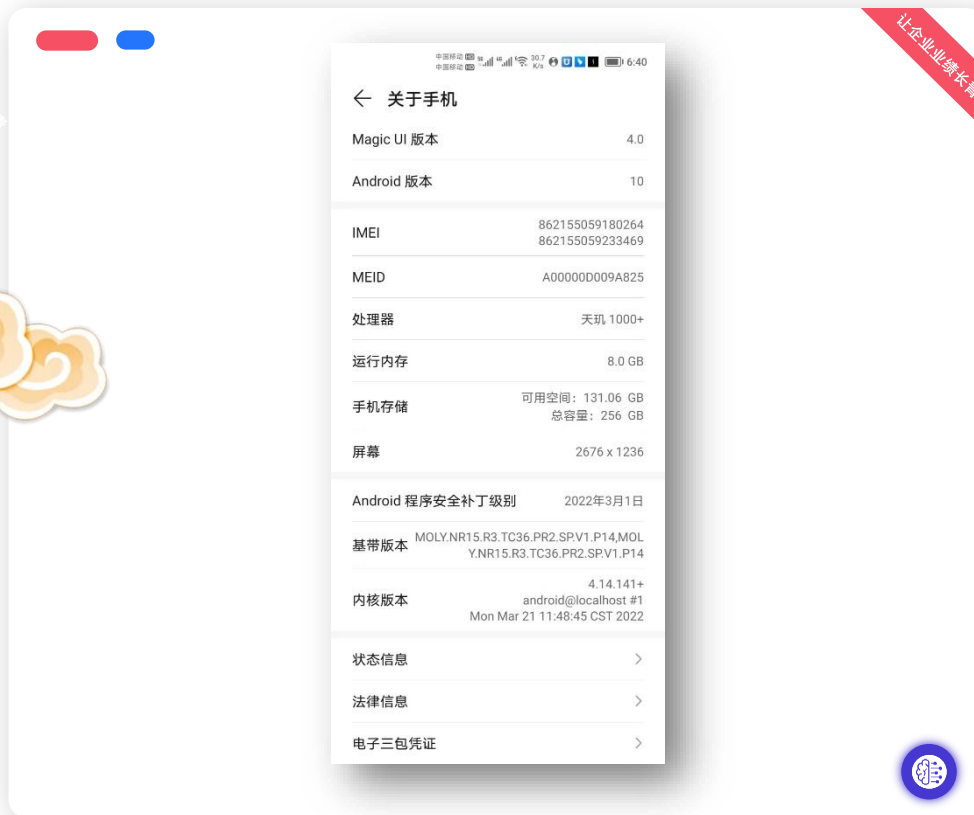 让企业业绩长青
中国移动 HD 5G 4G 6 30.7 6:40
中国移动 HD K/s
关于手机
Magic UI 版本 4.0
Android 版本 10
IMEI 862155059180264
862155059233469
MEID A00000D009A825
处理器 天玑 1000+
运行内存 8.0 GB
手机存储 可用空间：131.06 GB
总容量：256 GB
屏幕 2676 x 1236
Android 程序安全补丁级别 2022年3月1日
基带版本 MOLY.NR15.R3.TC36.PR2.SP.V1.P14,MOL
Y.NR15.R3.TC36.PR2.SP.V1.P14
内核版本 4.14.141+
android@localhost #1
Mon Mar 21 11:48:45 CST 2022
状态信息
法律信息
电子三包凭证